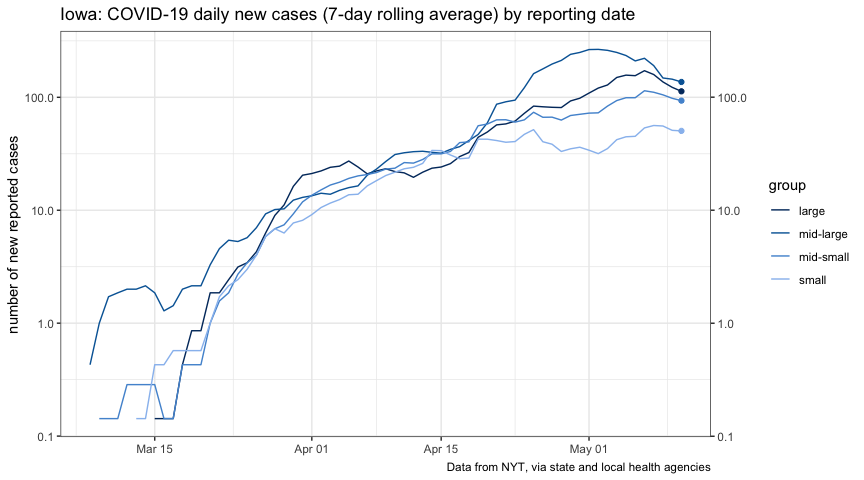 Iowa: COVID-19 daily new cases (7-day rolling average) by reporting date
number of new reported cases
100.0
10.0
1.0
0.1
100.0
10.0
1.0
0.1
Mar 15
Apr 01
Apr 15
May 01
group
large
mid-large
mid-small
small
Data from NYT, via state and local health agencies